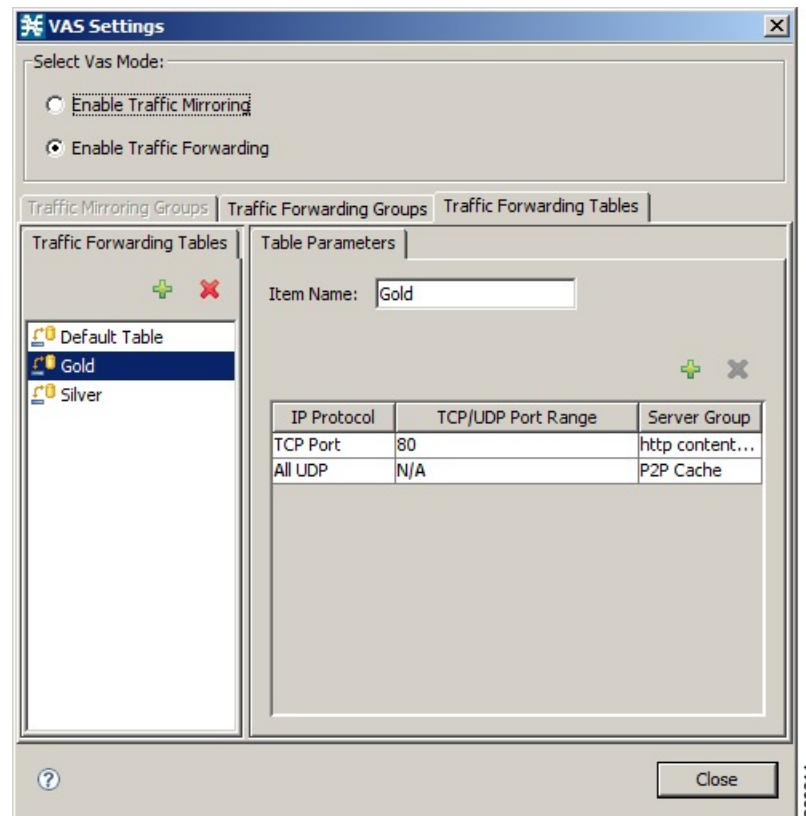 VAS Settings
Select Vas Mode:
Enable Traffic Mirroring
Enable Traffic Forwarding
Traffic Mirroring Groups
Traffic Forwarding Groups
Traffic Forwarding Tables
Traffic Forwarding Tables
Default Table
Gold
Silver
Table Parameters
Item Name: Gold
IP Protocol TCP/UDP Port Range Server Group
TCP Port 80 http content...
All UDP N/A P2P Cache
Close